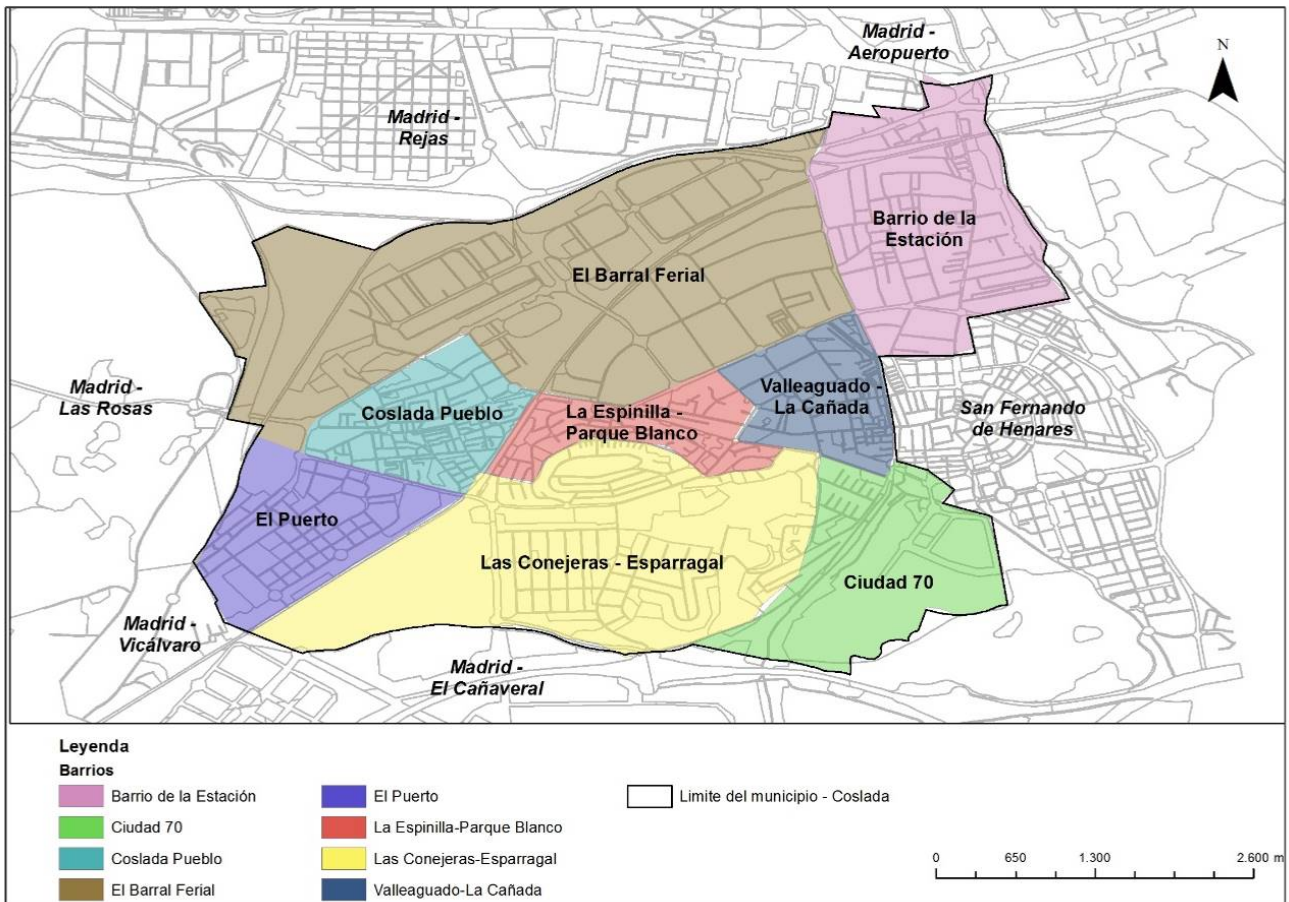 Madrid -
Aeropuerto
N
Madrid -
Rejas
Barrio de la
Estación
El Barral Ferial
Madrid -
Las Rosas
Coslada Pueblo
La Espinilla -
Parque Blanco
Valleaguado -
La Cañada
San Fernando
de Henares
El Puerto
Las Conejeras - Esparragal
Ciudad 70
Madrid -
Vicálvaro
Madrid -
El Cañaveral
Leyenda
Barrios
Barrio de la Estación
Ciudad 70
Coslada Pueblo
El Barral Ferial
El Puerto
La Espinilla-Parque Blanco
Las Conejeras-Esparragal
Valleaguado-La Cañada
Limite del municipio - Coslada
0 650 1.300 2.600 m